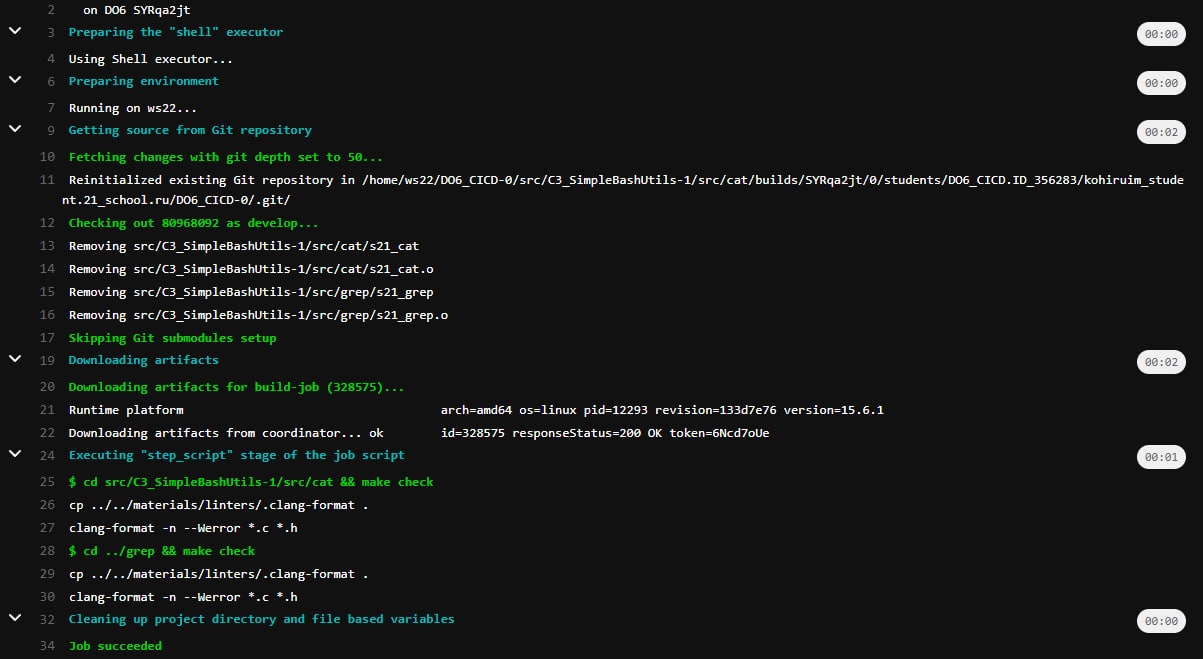 2 on DO6 SYRqa2jt
3 Preparing the "shell" executor 00:00
4 Using Shell executor...
6 Preparing environment 00:00
7 Running on ws22...
9 Getting source from Git repository 00:02
10 Fetching changes with git depth set to 50...
11 Reinitialized existing Git repository in /home/ws22/DO6_CICD-0/src/C3_SimpleBashUtils-1/src/cat/builds/SYRqa2jt/0/students/DO6_CICD.ID_356283/kohiruim_stude
nt.21_school.ru/DO6_CICD-0/.git/
12 Checking out 80968092 as develop...
13 Removing src/C3_SimpleBashUtils-1/src/cat/s21_cat
14 Removing src/C3_SimpleBashUtils-1/src/cat/s21_cat.o
15 Removing src/C3_SimpleBashUtils-1/src/grep/s21_grep
16 Removing src/C3_SimpleBashUtils-1/src/grep/s21_grep.o
17 Skipping Git submodules setup
19 Downloading artifacts 00:02
20 Downloading artifacts for build-job (328575)...
21 Runtime platform arch=amd64 os=linux pid=12293 revision=133d7e76 version=15.6.1
22 Downloading artifacts from coordinator... ok id=328575 responseStatus=200 OK token=6Ncd7oUe
24 Executing "step_script" stage of the job script 00:01
25 $ cd src/C3_SimpleBashUtils-1/src/cat && make check
26 cp ../../materials/linters/.clang-format .
27 clang-format -n --Werror *.c *.h
28 $ cd ../grep && make check
29 cp ../../materials/linters/.clang-format .
30 clang-format -n --Werror *.c *.h
32 Cleaning up project directory and file based variables 00:00
34 Job succeeded